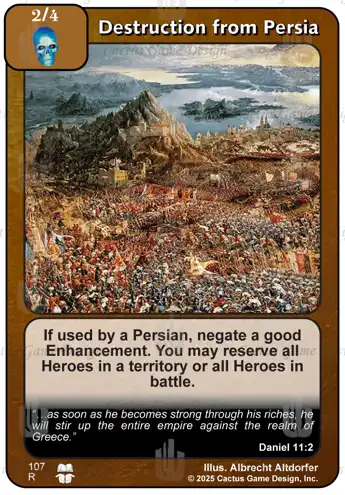 2/4
Destruction from Persia
If used by a Persian, negate a good
Enhancement. You may reserve all
Heroes in a territory or all Heroes in
battle.
"...as soon as he becomes strong through his riches, he
will stir up the entire empire against the realm of
Greece."
Daniel 11:2
107
R
Illus. Albrecht Altdorfer
© 2025 Cactus Game Design, Inc.